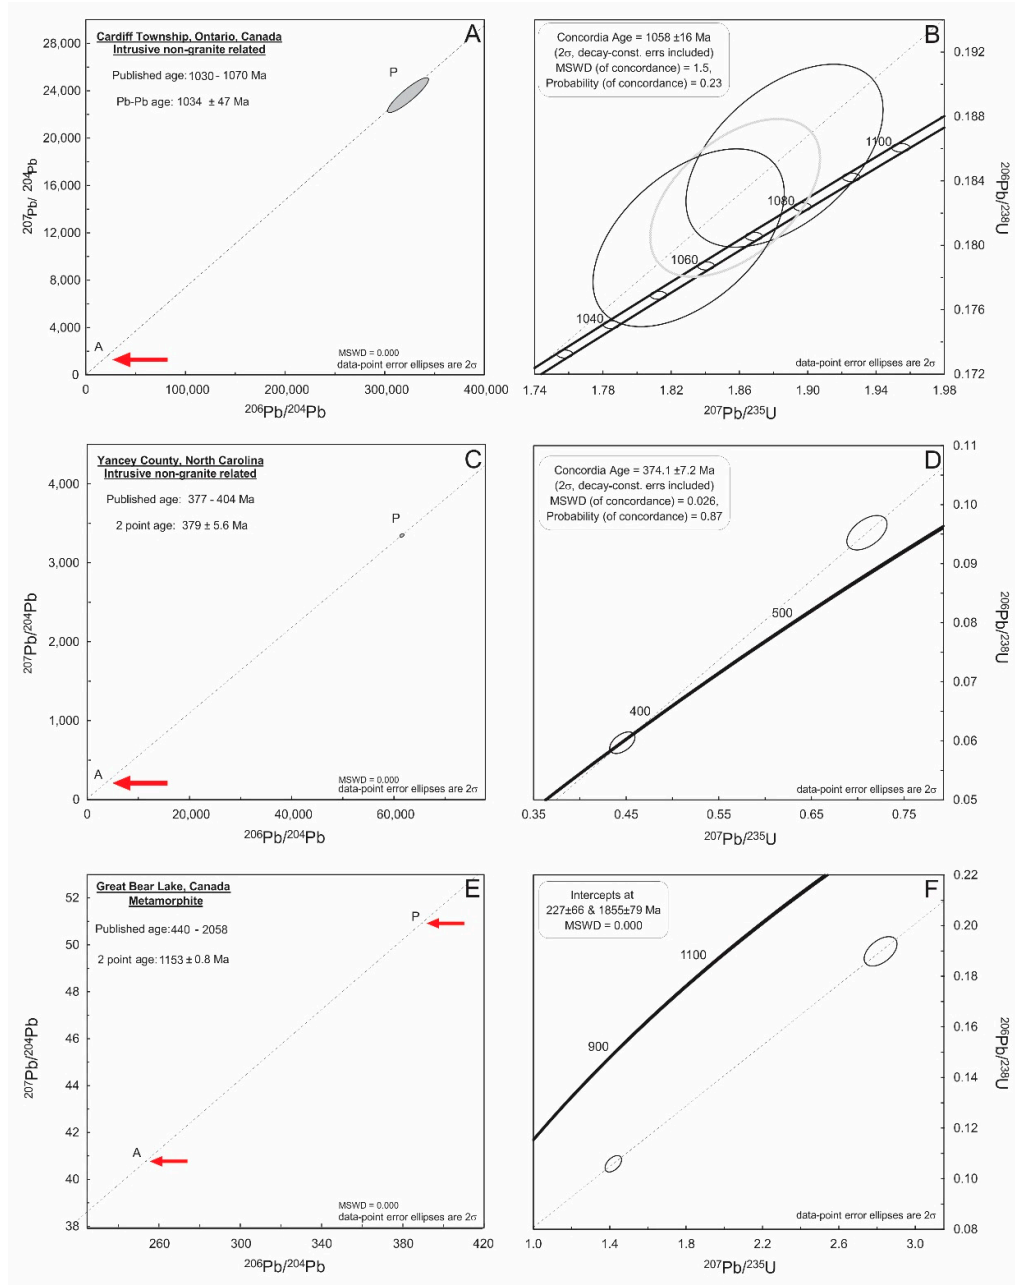 A
Cardiff Township, Ontario, Canada
Intrusive non-granite related
Published age: 1030 - 1070 Ma
Pb-Pb age: 1034 ± 47 Ma
P
A
28,000
24,000
20,000
16,000
12,000
8,000
4,000
0
207Pb/ 204Pb
MSWD = 0.000
data-point error ellipses are 2σ
0 100,000 200,000 300,000 400,000
206Pb/204Pb
B
Concordia Age = 1058 ±16 Ma
(2σ, decay-const. errs included)
MSWD (of concordance) = 1.5,
Probability (of concordance) = 0.23
1100
1080
1060
1040
0.192
0.188
0.184
0.180
0.176
0.172
206Pb/238U
data-point error ellipses are 2σ
1.74 1.78 1.82 1.86 1.90 1.94 1.98
207Pb/235U
C
Yancey County, North Carolina
Intrusive non-granite related
Published age: 377 - 404 Ma
2 point age: 379 ± 5.6 Ma
P
A
4,000
3,000
2,000
1,000
0
207Pb/204Pb
MSWD = 0.000
data-point error ellipses are 2σ
0 20,000 40,000 60,000
206Pb/204Pb
D
Concordia Age = 374.1 ±7.2 Ma
(2σ, decay-const. errs included)
MSWD (of concordance) = 0.026,
Probability (of concordance) = 0.87
500
400
0.11
0.10
0.09
0.08
0.07
0.06
0.05
206Pb/238U
data-point error ellipses are 2σ
0.35 0.45 0.55 0.65 0.75
207Pb/235U
E
Great Bear Lake, Canada
Metamorphite
Published age: 440 - 2058
2 point age: 1153 ± 0.8 Ma
P
A
52
50
48
46
44
42
40
38
207Pb/204Pb
MSWD = 0.000
data-point error ellipses are 2σ
260 300 340 380 420
206Pb/204Pb
F
Intercepts at
227±66 & 1855±79 Ma
MSWD = 0.000
1100
900
0.22
0.20
0.18
0.16
0.14
0.12
0.10
0.08
206Pb/238U
data-point error ellipses are 2σ
1.0 1.4 1.8 2.2 2.6 3.0
207Pb/235U